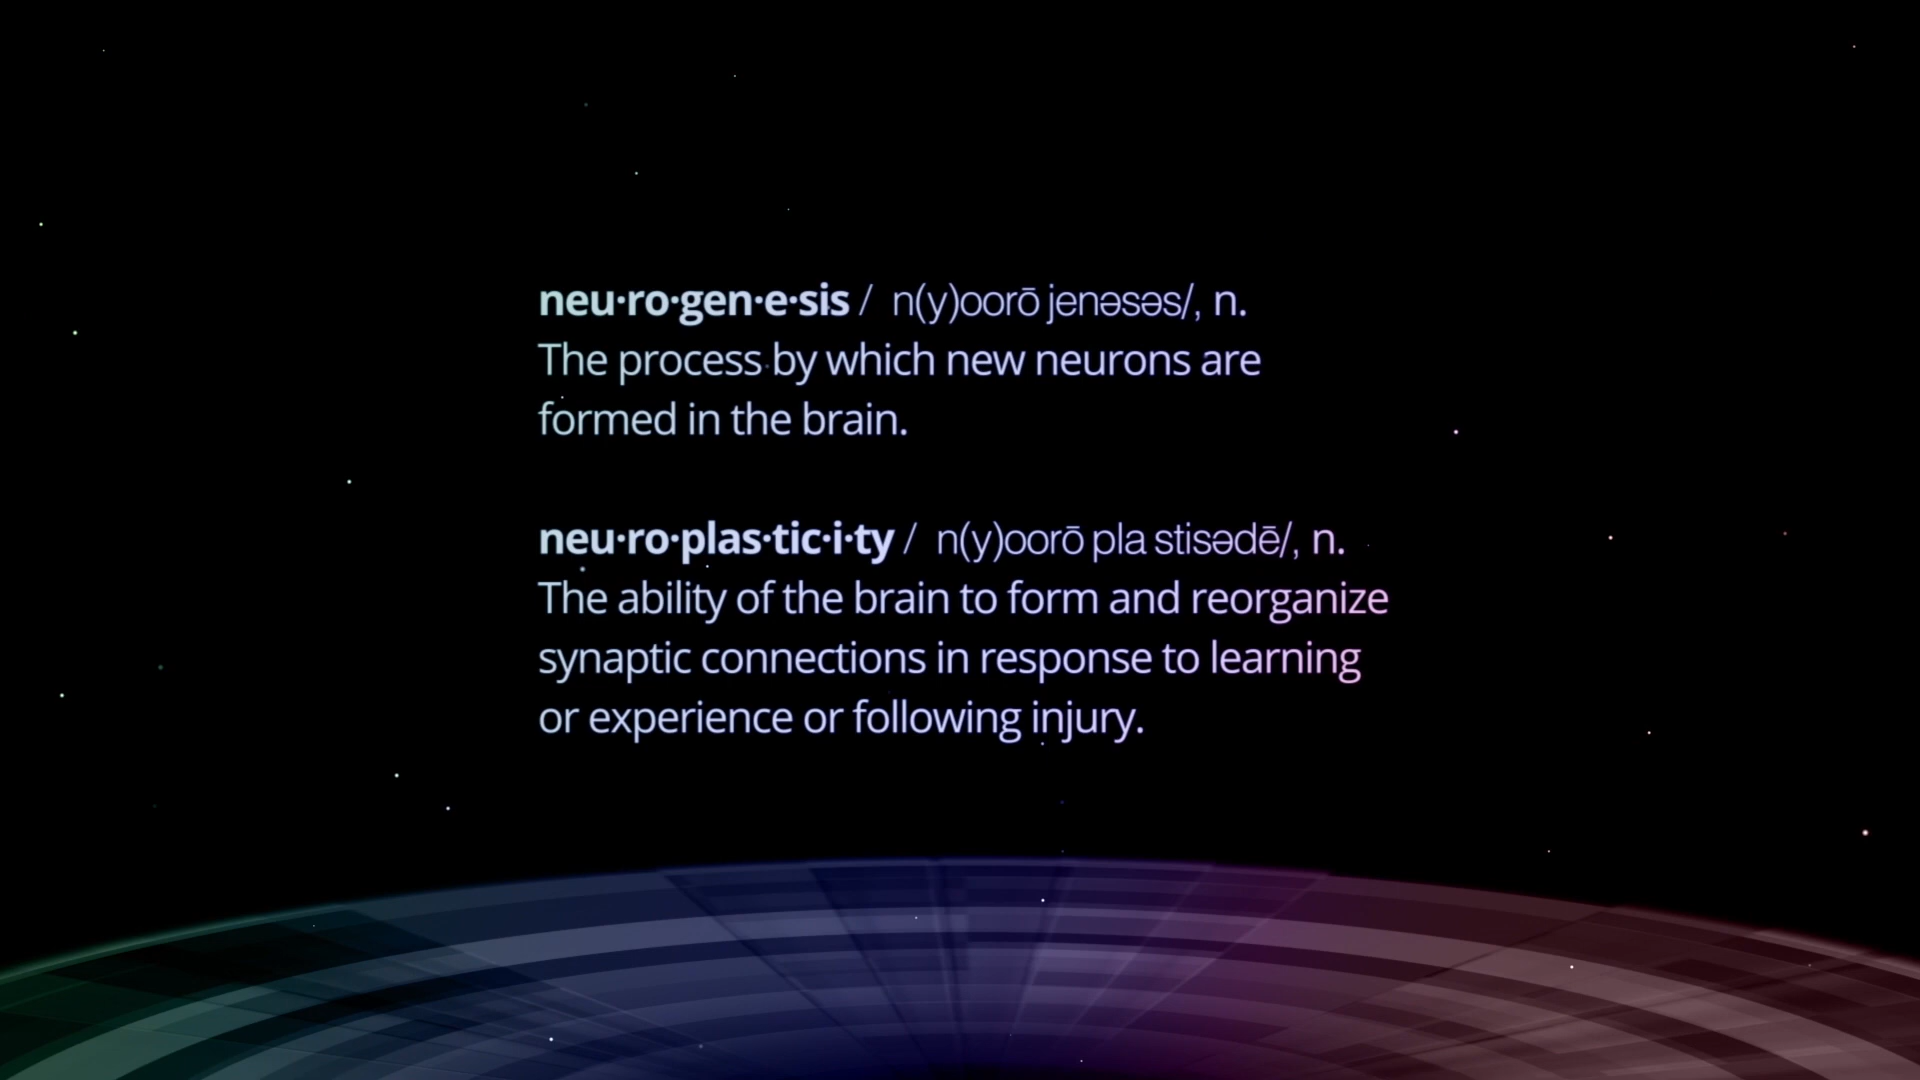 neu·ro·gen·e·sis / n(y)oorō jenəsəs/, n.
The process by which new neurons are
formed in the brain.
neu·ro·plas·tic·i·ty / n(y)oorō pla stisədē/, n.
The ability of the brain to form and reorganize
synaptic connections in response to learning
or experience or following injury.